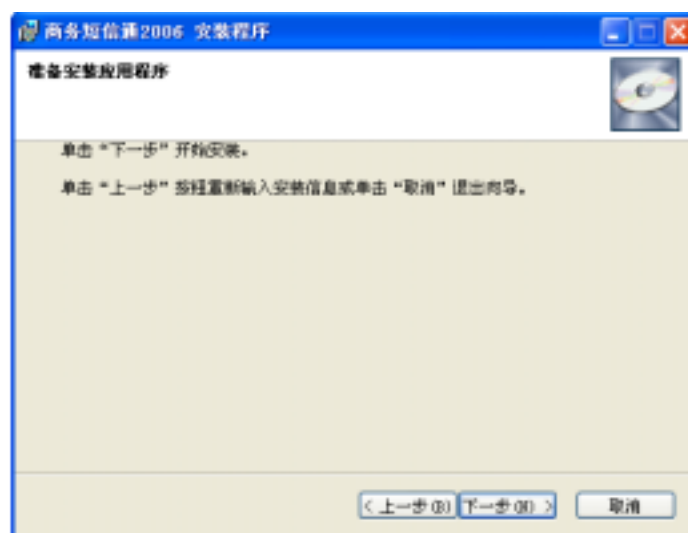 商务短信通2006 安装程序
准备安装应用程序
单击“下一步”开始安装。
单击“上一步”按钮重新输入安装信息或单击“取消”退出向导。
< 上一步(B) 下一步(N) > 取消